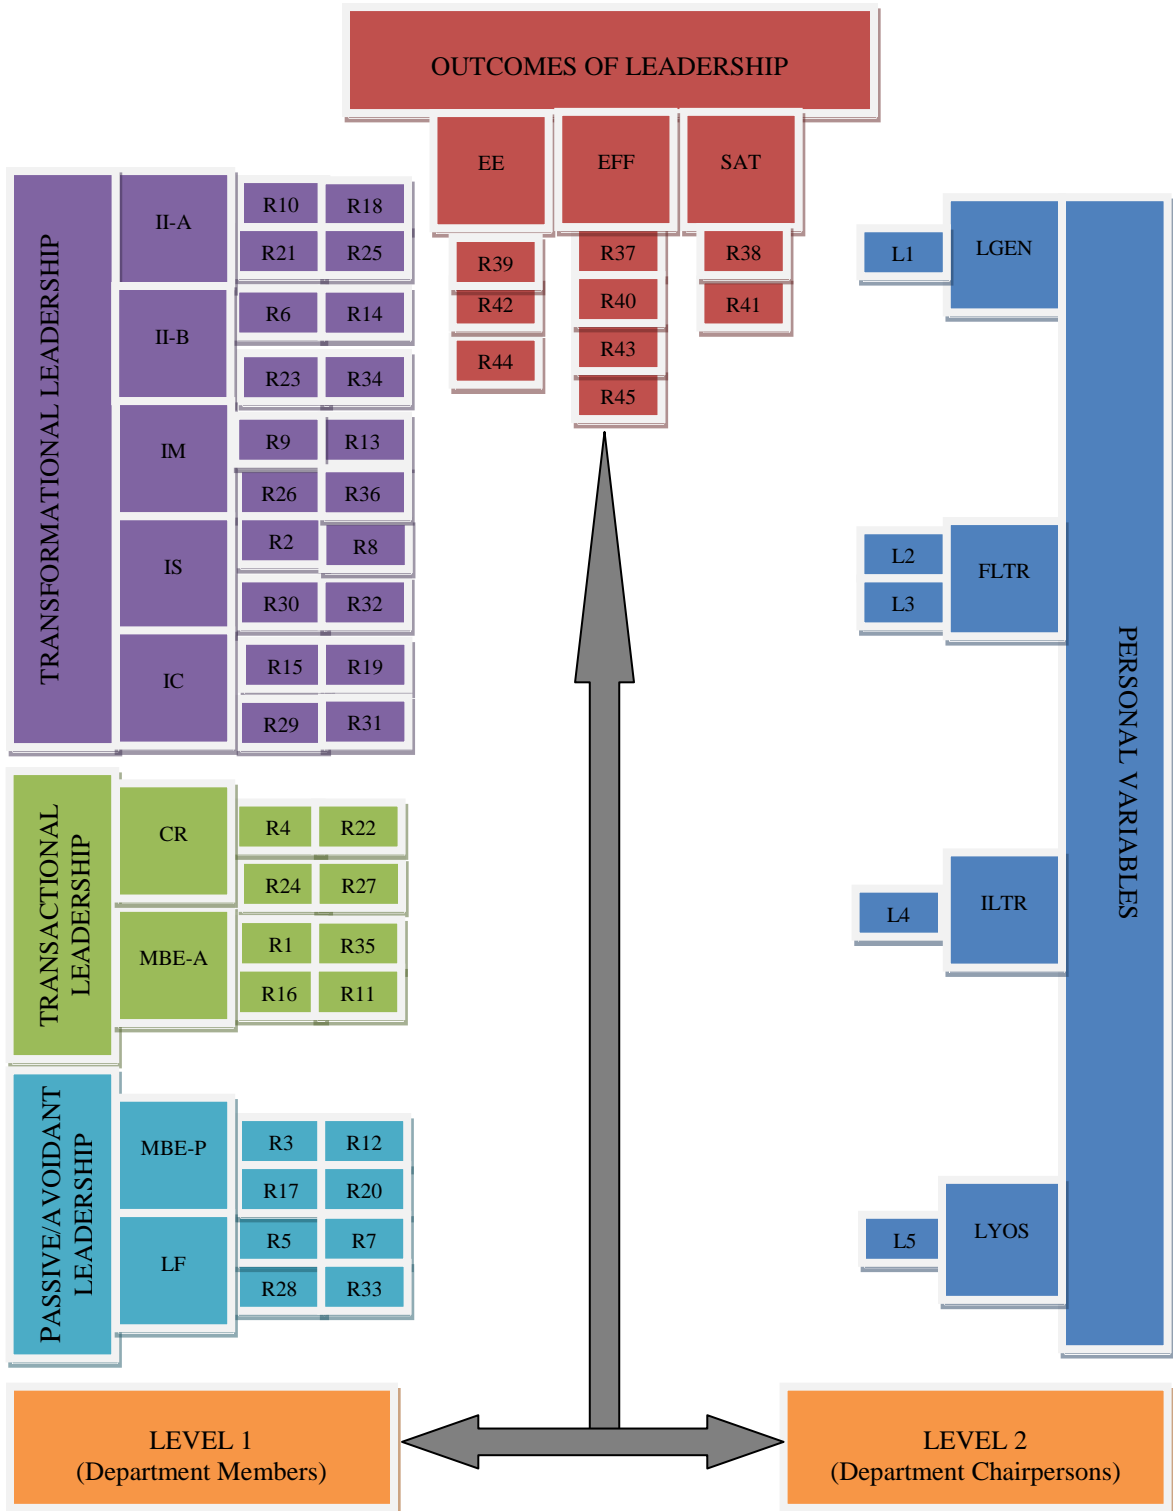 OUTCOMES OF LEADERSHIP
EE
EFF
SAT
R39
R42
R44
R37
R40
R43
R45
R38
R41
TRANSFORMATIONAL LEADERSHIP
II-A
R10
R18
R21
R25
II-B
R6
R14
R23
R34
IM
R9
R13
R26
R36
IS
R2
R8
R30
R32
IC
R15
R19
R29
R31
TRANSACTIONAL
LEADERSHIP
CR
R4
R22
R24
R27
MBE-A
R1
R35
R16
R11
PASSIVE/AVOIDANT
LEADERSHIP
MBE-P
R3
R12
R17
R20
LF
R5
R7
R28
R33
PERSONAL VARIABLES
LGEN
L1
FLTR
L2
L3
ILTR
L4
LYOS
L5
LEVEL 1
(Department Members)
LEVEL 2
(Department Chairpersons)